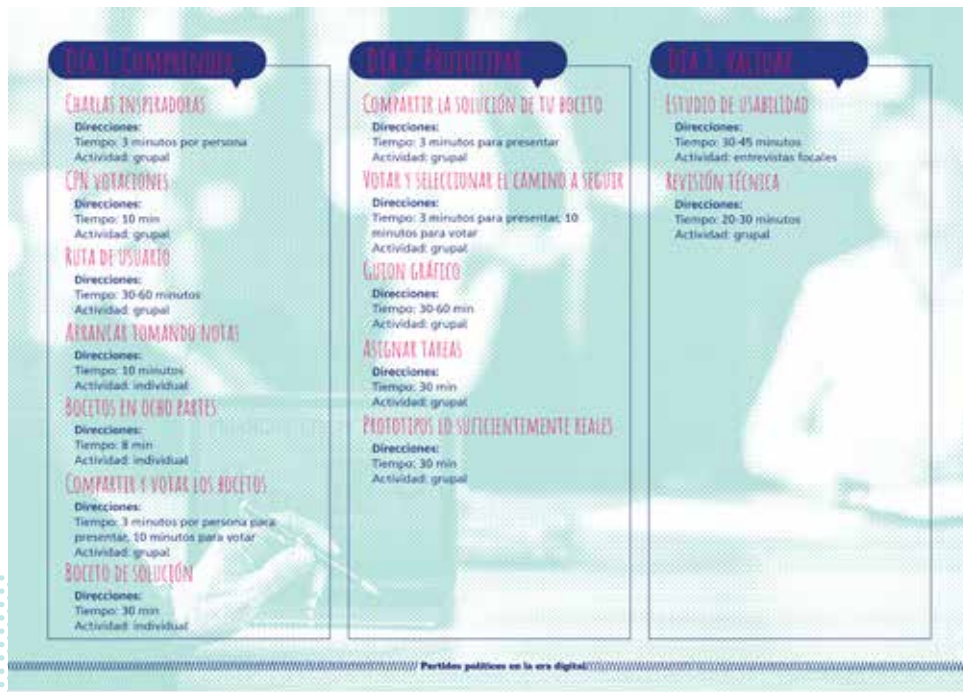 DÍA 1: COMPRENDER
CHARLAS INSPIRADORAS
Direcciones:
Tiempo: 3 minutos por persona
Actividad: grupal
CPN VOTACIONES
Direcciones:
Tiempo: 10 min
Actividad: grupal
RUTA DE USUARIO
Direcciones:
Tiempo: 30-60 minutos
Actividad: grupal
ARRANCAR TOMANDO NOTAS
Direcciones:
Tiempo: 10 minutos
Actividad: individual
BOCETOS EN OCHO PARTES
Direcciones:
Tiempo: 8 min
Actividad: individual
COMPARTIR Y VOTAR LOS BOCETOS
Direcciones:
Tiempo: 3 minutos por persona para
presentar, 10 minutos para votar
Actividad: grupal
BOCETO DE SOLUCIÓN
Direcciones:
Tiempo: 30 min
Actividad: individual
DÍA 2: PROTOTIPAR
COMPARTIR LA SOLUCIÓN DE TU BOCETO
Direcciones:
Tiempo: 3 minutos para presentar
Actividad: grupal
VOTAR Y SELECCIONAR EL CAMINO A SEGUIR
Direcciones:
Tiempo: 3 minutos para presentar, 10
minutos para votar
Actividad: grupal
GUION GRÁFICO
Direcciones:
Tiempo: 30-60 min
Actividad: grupal
ASIGNAR TAREAS
Direcciones:
Tiempo: 30 min
Actividad: grupal
PROTOTIPOS LO SUFICIENTEMENTE REALES
Direcciones:
Tiempo: 30 min
Actividad: grupal
DÍA 3: VALIDAR
ESTUDIO DE USABILIDAD
Direcciones:
Tiempo: 30-45 minutos
Actividad: entrevistas focales
REVISIÓN TÉCNICA
Direcciones:
Tiempo: 20-30 minutos
Actividad: grupal
Partidos políticos en la era digital